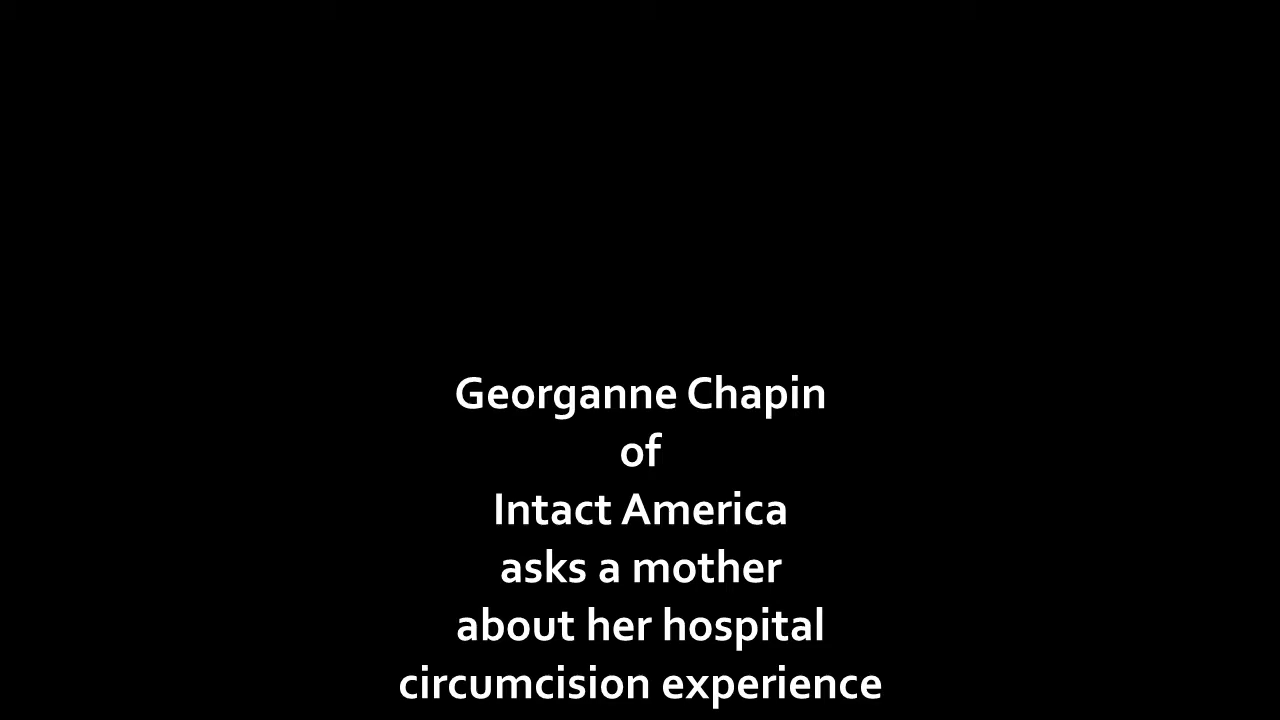 Georganne Chapin
of
Intact America
asks a mother
about her hospital
circumcision experience